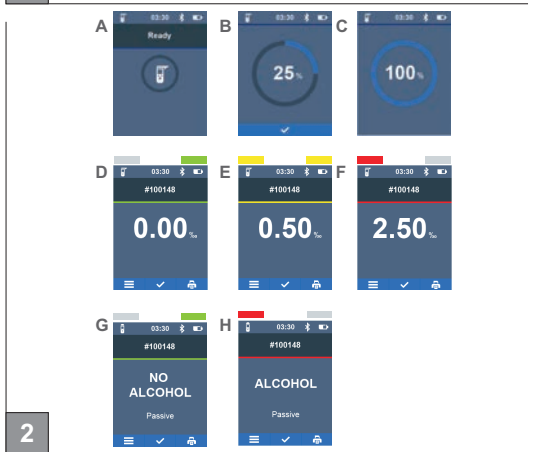 A
03:30
Ready
B
03:30
25 %
C
03:30
100 %
D
03:30
#100148
0.00 ‰
E
03:30
#100148
0.50 ‰
F
03:30
#100148
2.50 ‰
G
03:30
#100148
NO
ALCOHOL
Passive
H
03:30
#100148
ALCOHOL
Passive
2